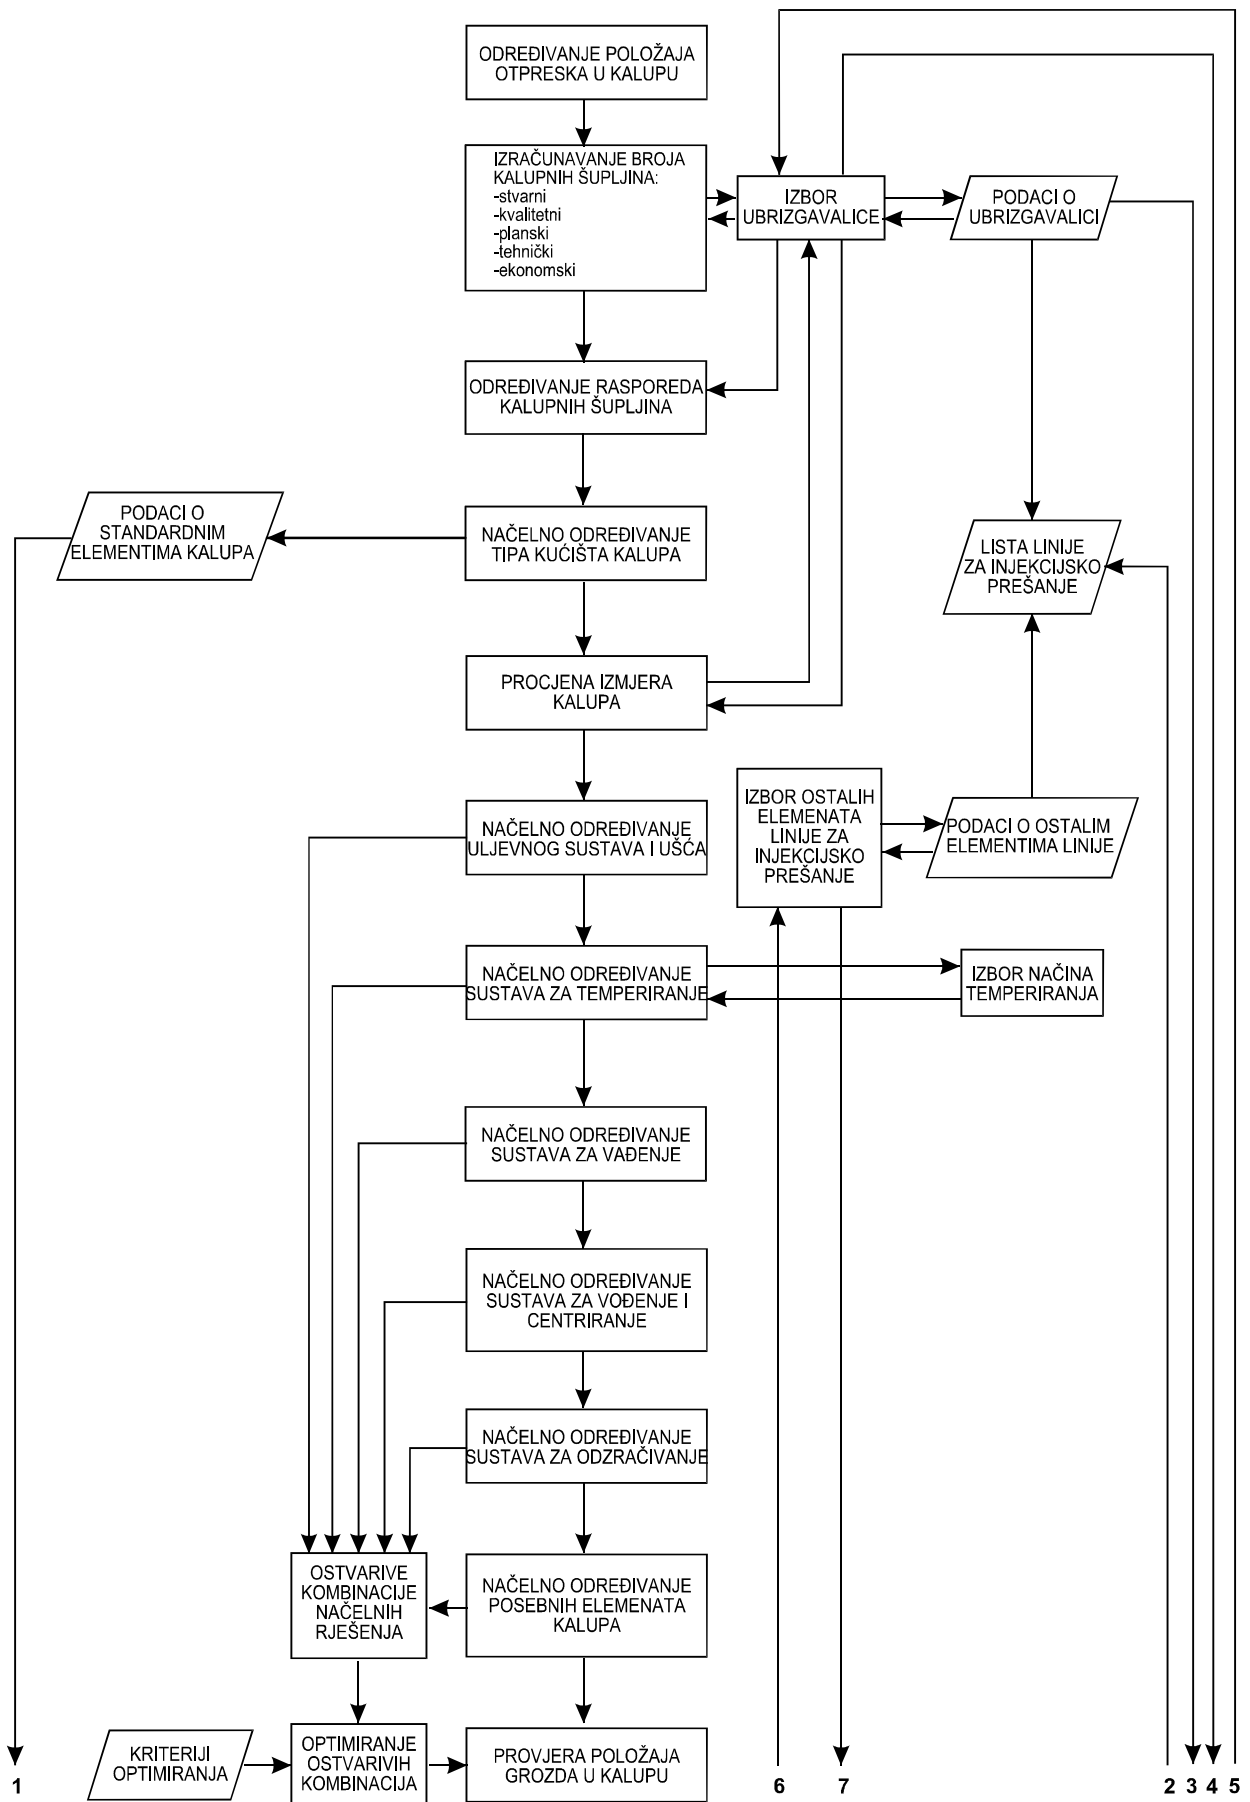 ODREĐIVANJE POLOŽAJA
OTPRESKA U KALUPU
IZRAČUNAVANJE BROJA
KALUPNIH ŠUPLJINA:
-stvarni
-kvalitetni
-planski
-tehnički
-ekonomski
IZBOR
UBRIZGAVALICE
PODACI O
UBRIZGAVALICI
ODREĐIVANJE RASPOREDA
KALUPNIH ŠUPLJINA
PODACI O
STANDARDNIM
ELEMENTIMA KALUPA
NAČELNO ODREĐIVANJE
TIPA KUĆIŠTA KALUPA
LISTA LINIJE
ZA INJEKCIJSKO
PREŠANJE
PROCJENA IZMJERA
KALUPA
NAČELNO ODREĐIVANJE
ULJEVNOG SUSTAVA I UŠĆA
IZBOR OSTALIH
ELEMENATA
LINIJE ZA
INJEKCIJSKO
PREŠANJE
PODACI O OSTALIM
ELEMENTIMA LINIJE
NAČELNO ODREĐIVANJE
SUSTAVA ZA TEMPERIRANJE
IZBOR NAČINA
TEMPERIRANJA
NAČELNO ODREĐIVANJE
SUSTAVA ZA VAĐENJE
NAČELNO ODREĐIVANJE
SUSTAVA ZA VOĐENJE I
CENTRIRANJE
NAČELNO ODREĐIVANJE
SUSTAVA ZA ODZRAČIVANJE
OSTVARIVE
KOMBINACIJE
NAČELNIH
RJEŠENJA
NAČELNO ODREĐIVANJE
POSEBNIH ELEMENATA
KALUPA
KRITERIJI
OPTIMIRANJA
OPTIMIRANJE
OSTVARIVIH
KOMBINACIJA
PROVJERA POLOŽAJA
GROZDA U KALUPU
1 6 7 2 3 4 5